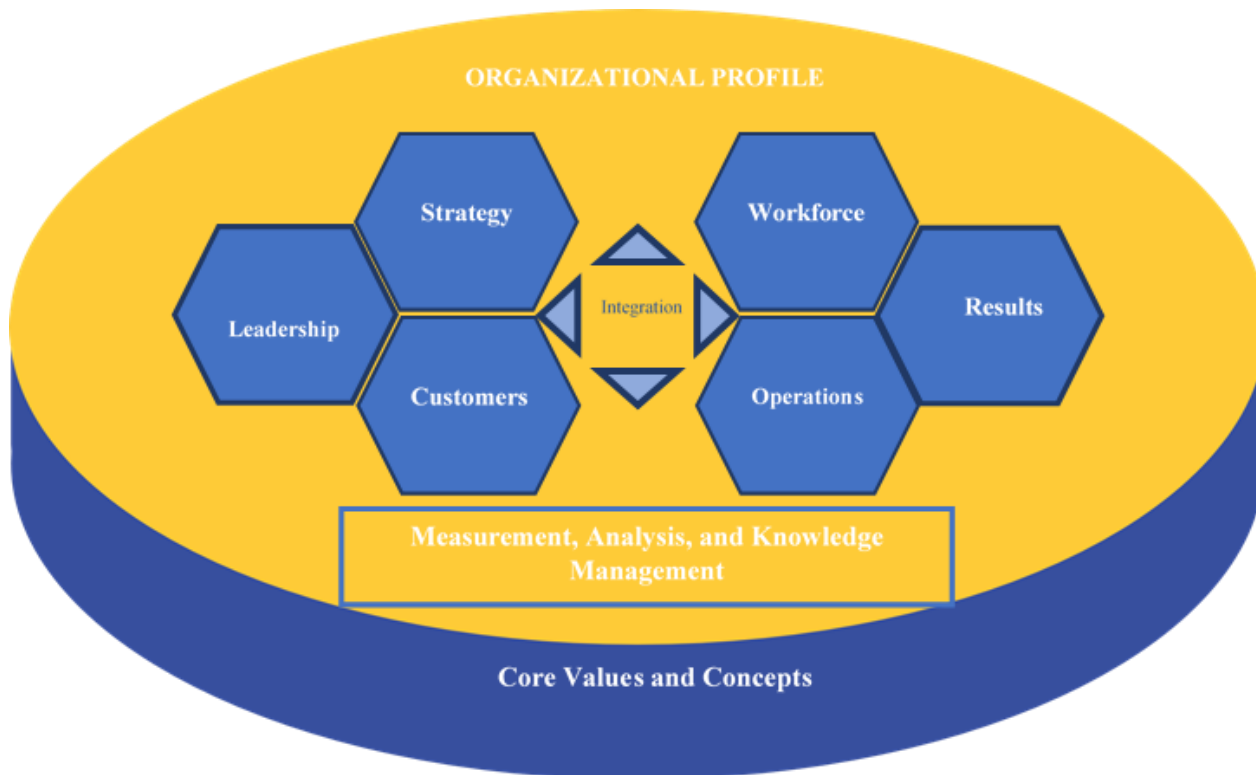 ORGANIZATIONAL PROFILE
Strategy
Workforce
Leadership
Integration
Results
Customers
Operations
Measurement, Analysis, and Knowledge
Management
Core Values and Concepts